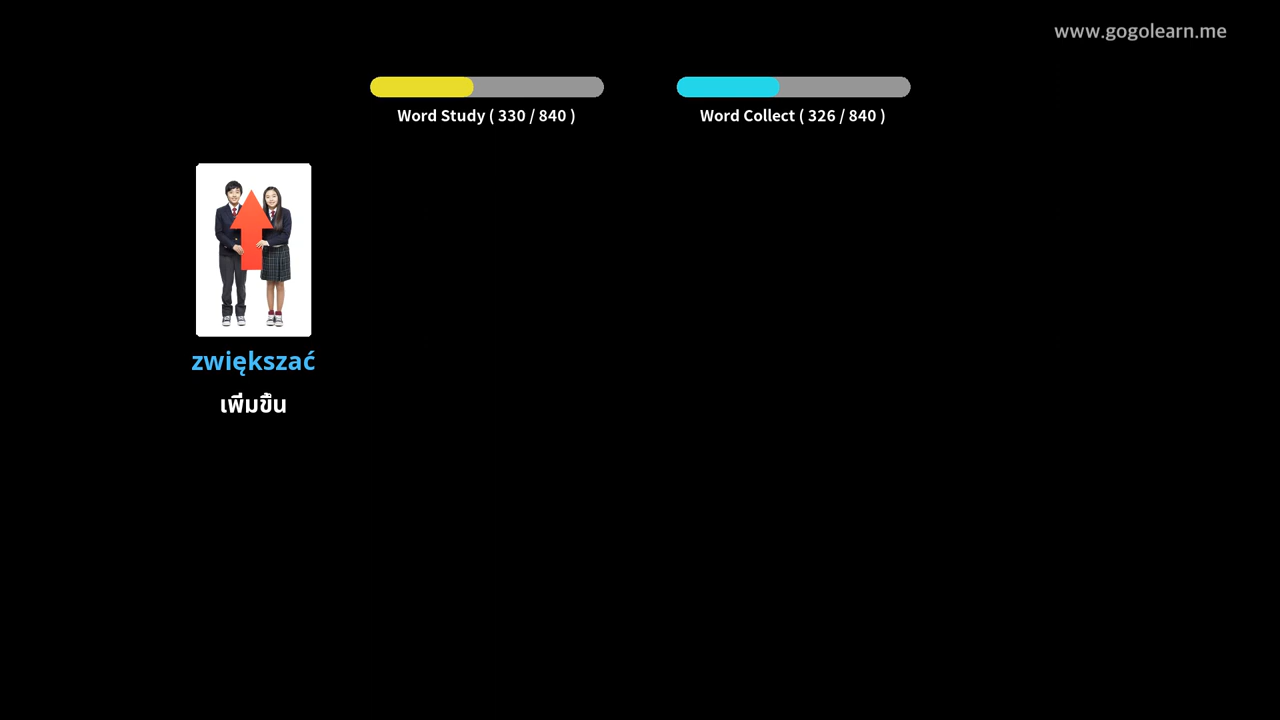 www.gogolearn.me
Word Study ( 330 / 840 )
Word Collect ( 326 / 840 )
zwiększać
เพิ่มขึ้น